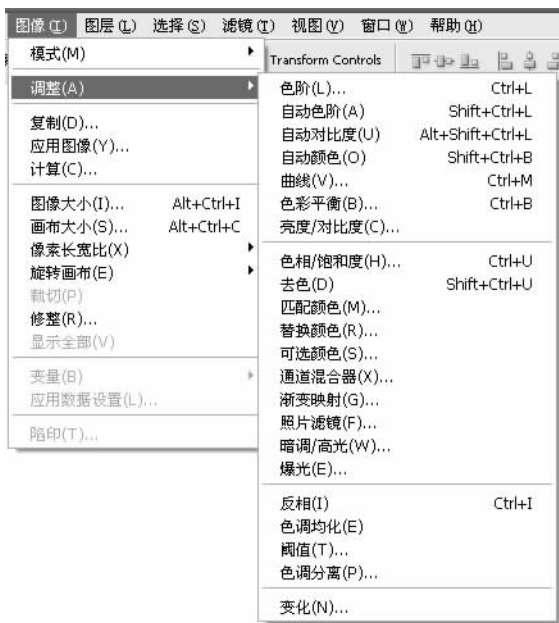 图像(I) 图层(L) 选择(S) 滤镜(T) 视图(V) 窗口(W) 帮助(H)
模式(M)
Transform Controls
调整(A)
复制(D)...
应用图像(Y)...
计算(C)...
图像大小(I)... Alt+Ctrl+I
画布大小(S)... Alt+Ctrl+C
像素长宽比(X)
旋转画布(E)
裁切(P)
修整(R)...
显示全部(V)
变量(B)
应用数据设置(L)...
陷印(T)...
色阶(L)... Ctrl+L
自动色阶(A) Shift+Ctrl+L
自动对比度(U) Alt+Shift+Ctrl+L
自动颜色(O) Shift+Ctrl+B
曲线(V)... Ctrl+M
色彩平衡(B)... Ctrl+B
亮度/对比度(C)...
色相/饱和度(H)... Ctrl+U
去色(D) Shift+Ctrl+U
匹配颜色(M)...
替换颜色(R)...
可选颜色(S)...
通道混合器(X)...
渐变映射(G)...
照片滤镜(F)...
暗调/高光(W)...
爆光(E)...
反相(I) Ctrl+I
色调均化(E)
阈值(T)...
色调分离(P)...
变化(N)...